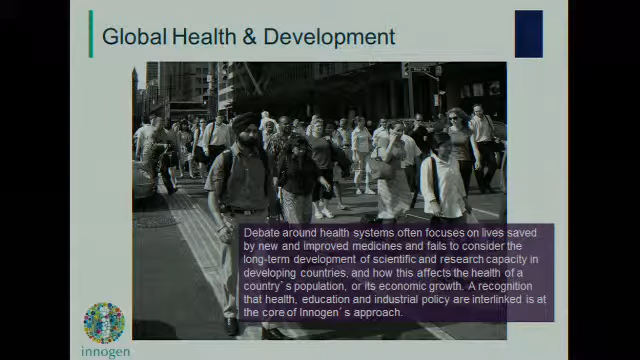 Global Health & Development
Debate around health systems often focuses on lives saved
by new and improved medicines and fails to consider the
long-term development of scientific and research capacity in
developing countries, and how this affects the health of a
country´s population, or its economic growth. A recognition
that health, education and industrial policy are interlinked is at
the core of Innogen´s approach.
innogen